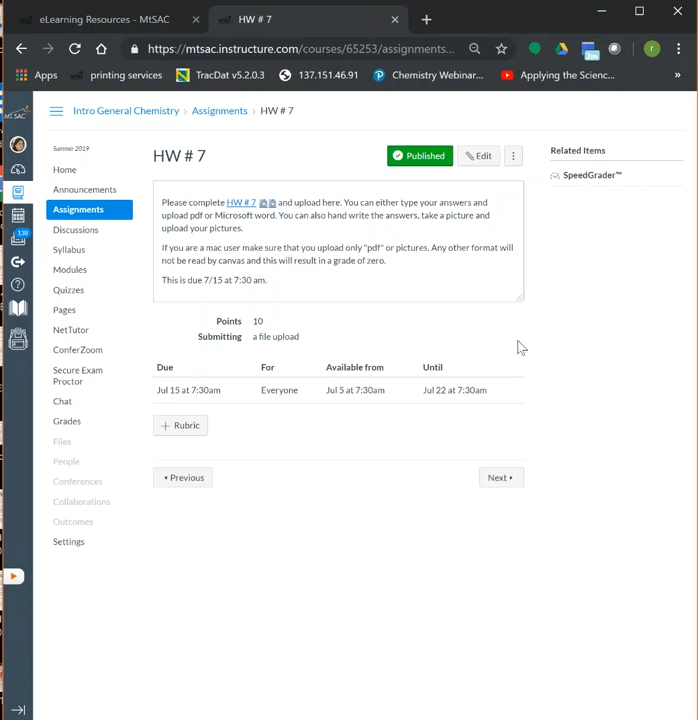 eLearning Resources - MtSAC
HW # 7
https://mtsac.instructure.com/courses/65253/assignments...
2m
r
Apps
printing services
TracDat v5.2.0.3
137.151.46.91
Chemistry Webinar...
Applying the Scienc...
»
MT.SAC
Intro General Chemistry › Assignments › HW # 7
Summer 2019
Home
Announcements
Assignments
Discussions
Syllabus
Modules
Quizzes
Pages
NetTutor
ConferZoom
Secure Exam
Proctor
Chat
Grades
Files
People
Conferences
Collaborations
Outcomes
Settings
138
HW # 7
Published
Edit
Please complete HW # 7 and upload here. You can either type your answers and
upload pdf or Microsoft word. You can also hand write the answers, take a picture and
upload your pictures.
If you are a mac user make sure that you upload only "pdf" or pictures. Any other format will
not be read by canvas and this will result in a grade of zero.
This is due 7/15 at 7:30 am.
Points 10
Submitting a file upload
Due For Available from Until
Jul 15 at 7:30am Everyone Jul 5 at 7:30am Jul 22 at 7:30am
+ Rubric
Previous
Next
Related Items
SpeedGrader™